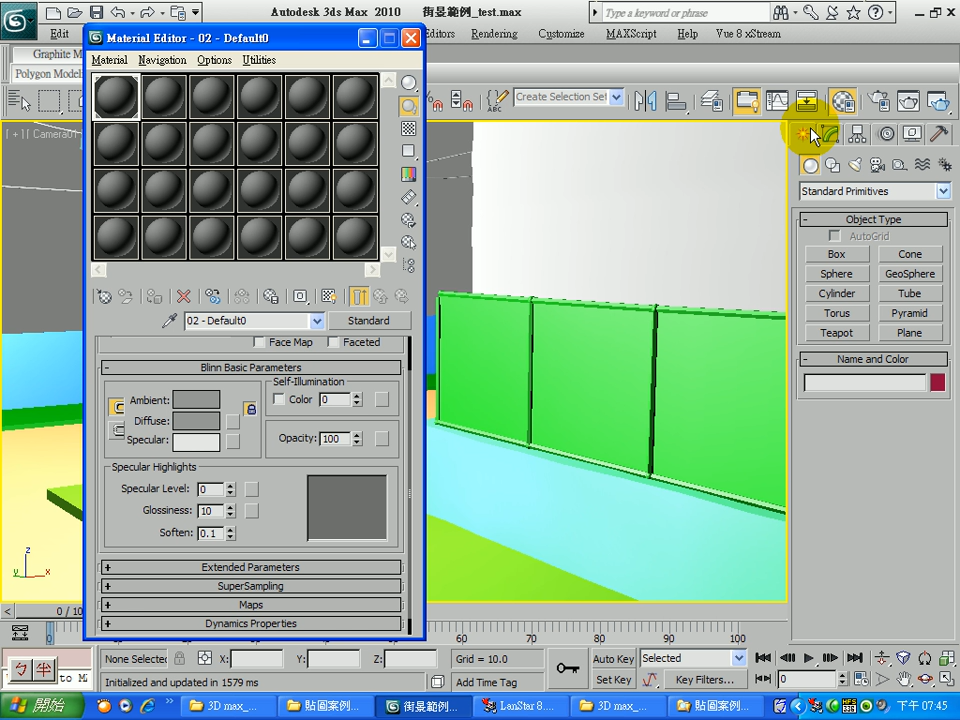 Autodesk 3ds Max 2010 街景範例_test.max
Type a keyword or phrase
Edit
Editors
Rendering
Customize
MAXScript
Help
Vue 8 xStream
Graphite M
Polygon Model
Material Editor - 02 - Default0
Material Navigation Options Utilities
Create Selection Set
[ + ] [ Camera01
Standard Primitives
Object Type
AutoGrid
Box Cone
Sphere GeoSphere
Cylinder Tube
Torus Pyramid
Teapot Plane
Name and Color
02 - Default0
Standard
Face Map Faceted
Blinn Basic Parameters
Self-Illumination
Ambient:
Color 0
Diffuse:
Specular:
Opacity: 100
Specular Highlights
Specular Level: 0
Glossiness: 10
Soften: 0.1
Extended Parameters
SuperSampling
Maps
Dynamics Properties
z
y x
0 / 10
0
60 70 80 90 100
None Selected
X: Y: Z:
Grid = 10.0
Auto Key
Selected
ㄅ 半
to M
Initialized and updated in 1579 ms
Add Time Tag
Set Key
Key Filters...
0
開始
3D max_...
貼圖案例...
街景範例_...
LanStar 8....
3D max_...
貼圖範例...
下午 07:45